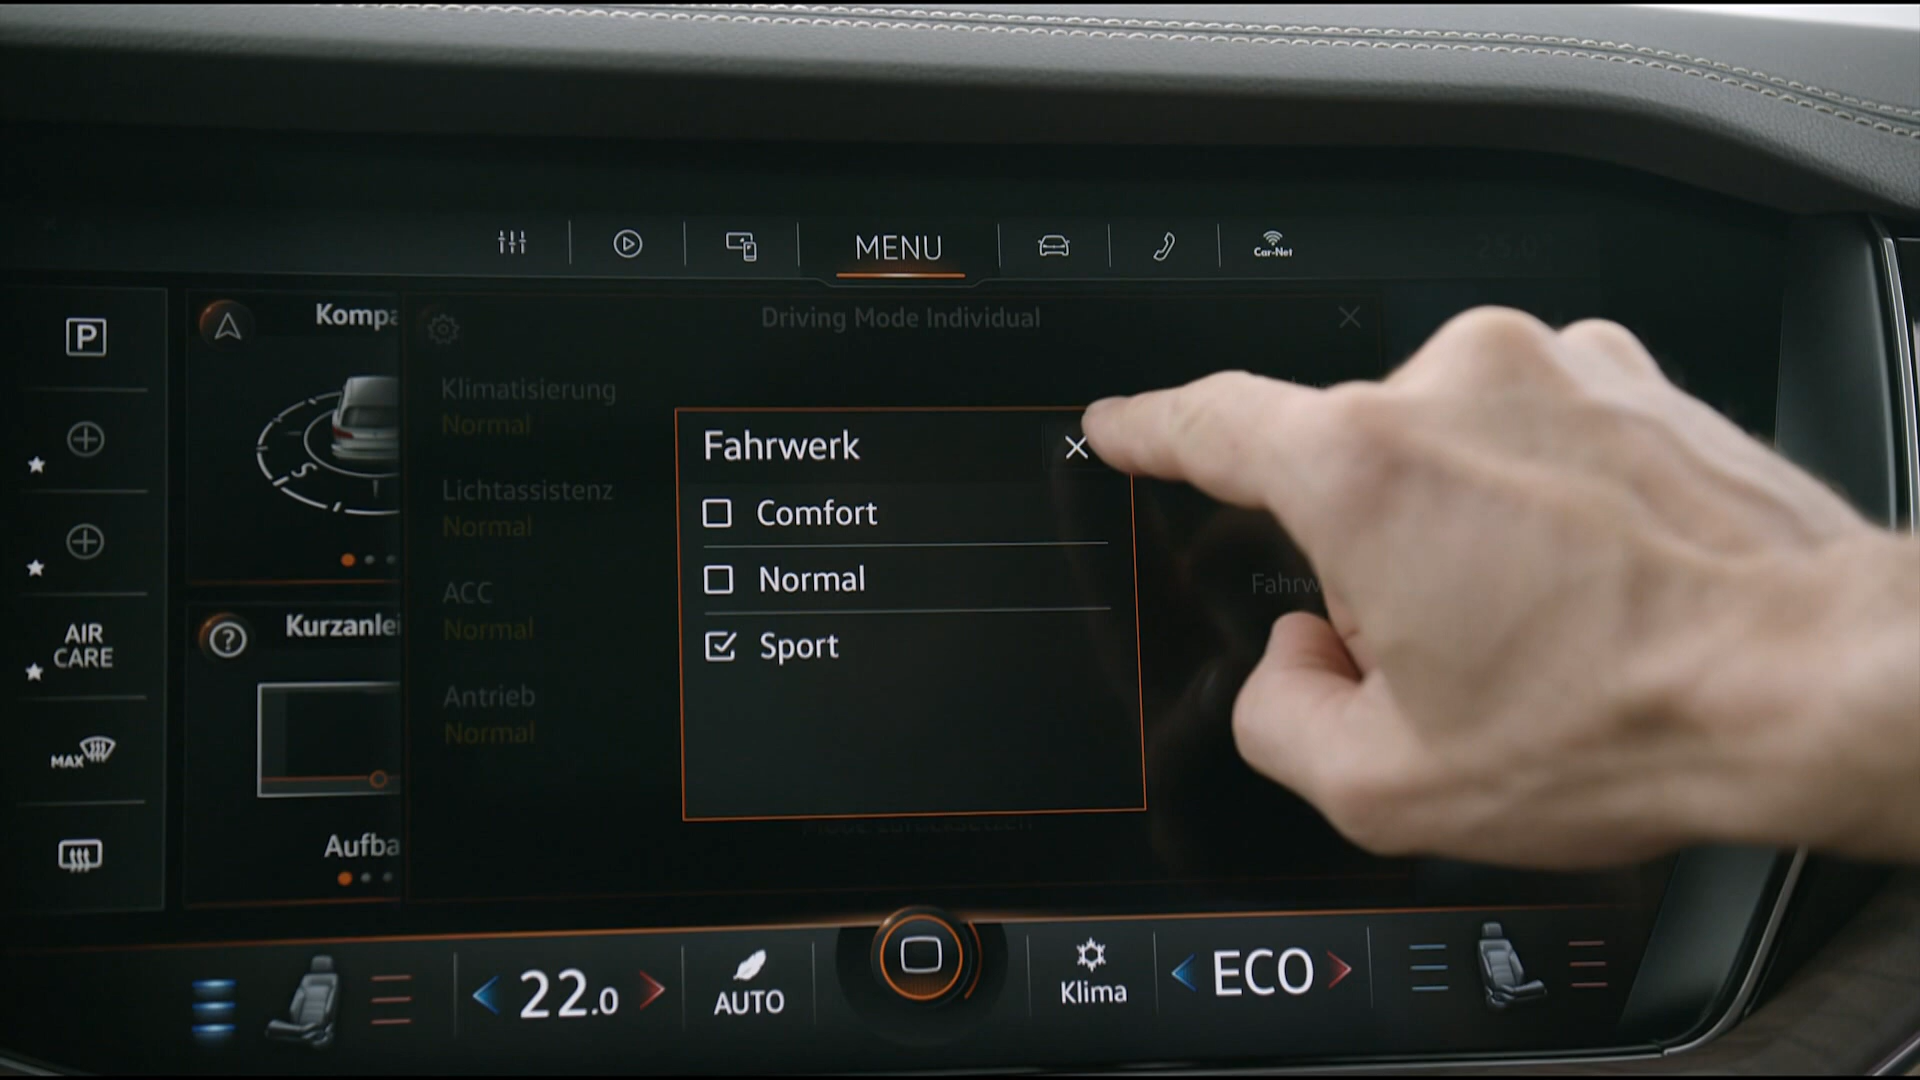 MENU
Car-Net
P
Kompa
Driving Mode Individual
Klimatisierung
Normal
Lichtassistenz
Normal
ACC
Normal
Antrieb
Normal
Fahrwerk
Comfort
Normal
Sport
Fahrw
S
AIR
CARE
Kurzanlei
MAX
Aufba
22.0
AUTO
Klima
ECO